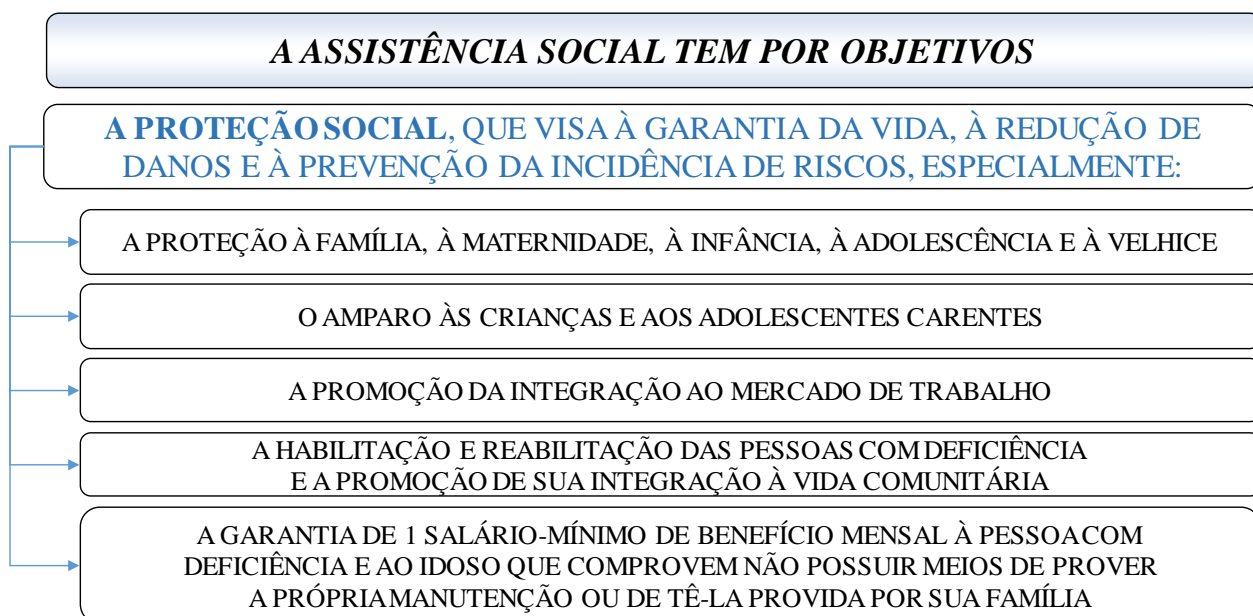 A ASSISTÊNCIA SOCIAL TEM POR OBJETIVOS
A PROTEÇÃO SOCIAL, QUE VISA À GARANTIA DA VIDA, À REDUÇÃO DE
DANOS E À PREVENÇÃO DA INCIDÊNCIA DE RISCOS, ESPECIALMENTE:
A PROTEÇÃO À FAMÍLIA, À MATERNIDADE, À INFÂNCIA, À ADOLESCÊNCIA E À VELHICE
O AMPARO ÀS CRIANÇAS E AOS ADOLESCENTES CARENTES
A PROMOÇÃO DA INTEGRAÇÃO AO MERCADO DE TRABALHO
A HABILITAÇÃO E REABILITAÇÃO DAS PESSOAS COM DEFICIÊNCIA
E A PROMOÇÃO DE SUA INTEGRAÇÃO À VIDA COMUNITÁRIA
A GARANTIA DE 1 SALÁRIO-MÍNIMO DE BENEFÍCIO MENSAL À PESSOA COM
DEFICIÊNCIA E AO IDOSO QUE COMPROVEM NÃO POSSUIR MEIOS DE PROVER
A PRÓPRIA MANUTENÇÃO OU DE TÊ-LA PROVIDA POR SUA FAMÍLIA